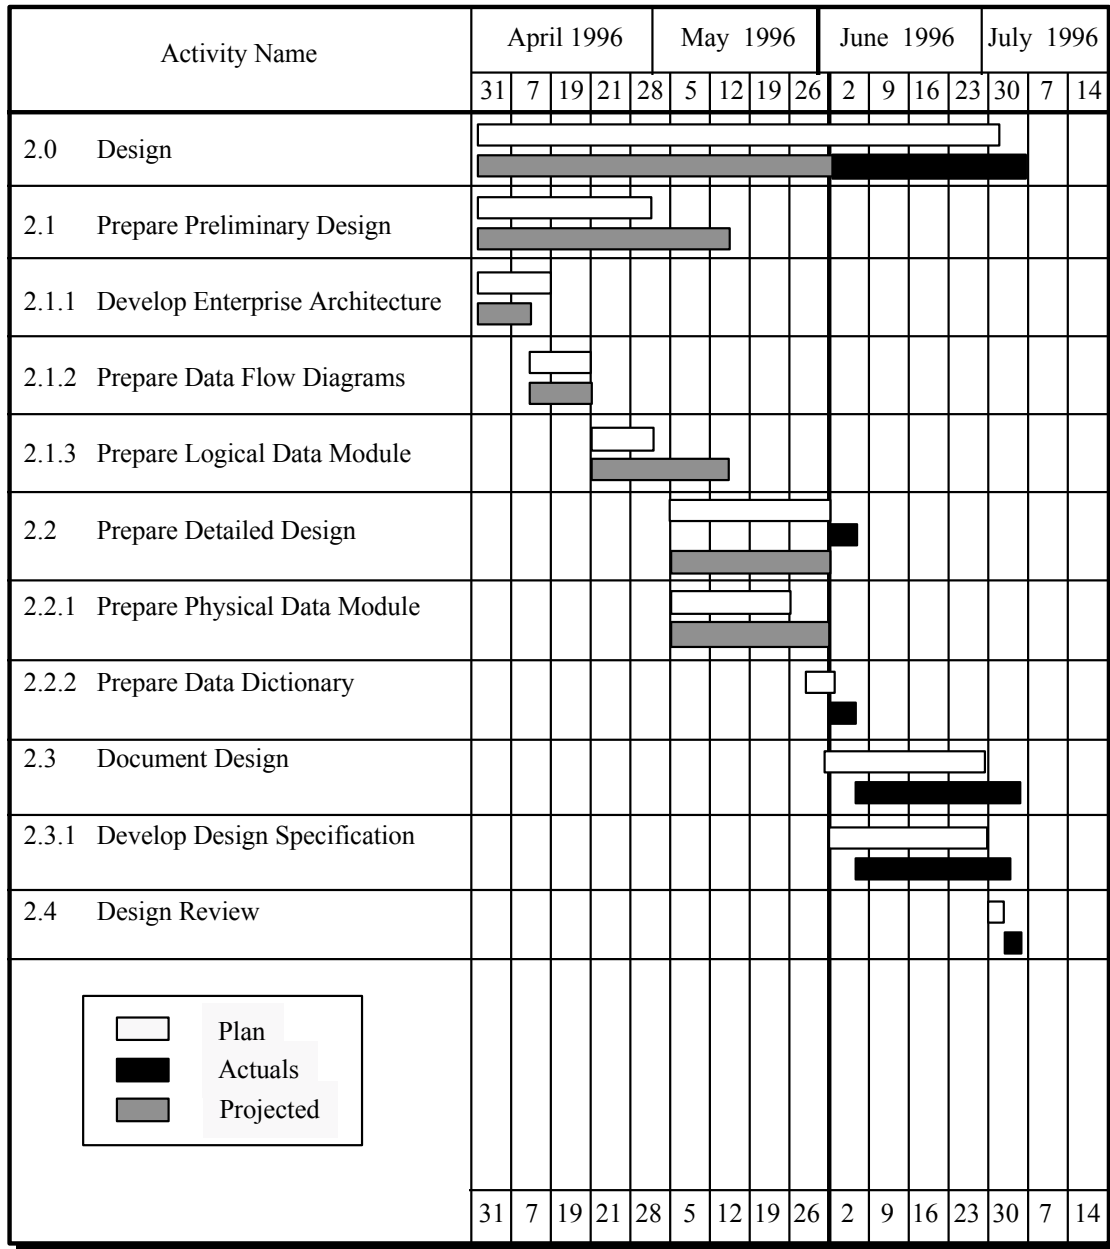 Activity Name
April 1996 May 1996 June 1996 July 1996
31 7 19 21 28 5 12 19 26 2 9 16 23 30 7 14
2.0 Design
2.1 Prepare Preliminary Design
2.1.1 Develop Enterprise Architecture
2.1.2 Prepare Data Flow Diagrams
2.1.3 Prepare Logical Data Module
2.2 Prepare Detailed Design
2.2.1 Prepare Physical Data Module
2.2.2 Prepare Data Dictionary
2.3 Document Design
2.3.1 Develop Design Specification
2.4 Design Review
Plan
Actuals
Projected
31 7 19 21 28 5 12 19 26 2 9 16 23 30 7 14